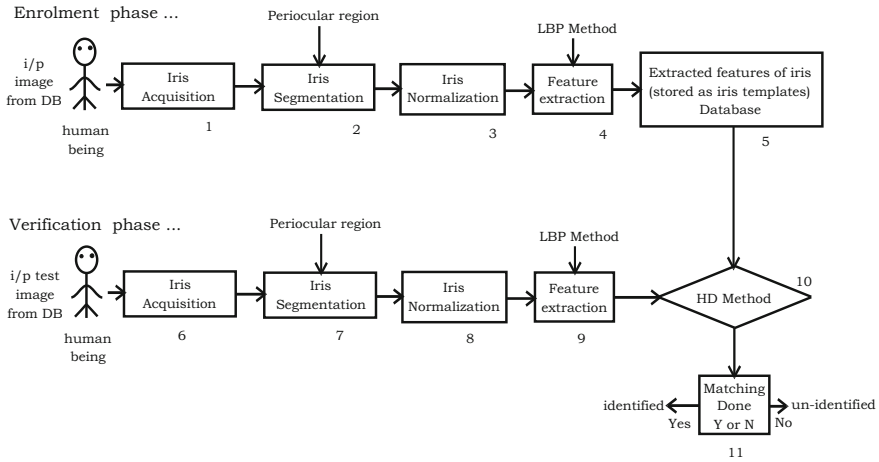 Enrolment phase ...
Periocular region
LBP Method
i/p
image
from DB
human
being
Iris
Acquisition
1
Iris
Segmentation
2
Iris
Normalization
3
Feature
extraction
4
Extracted features of iris
(stored as iris templates)
Database
5
Verification phase ...
Periocular region
LBP Method
i/p test
image
from DB
human
being
Iris
Acquisition
6
Iris
Segmentation
7
Iris
Normalization
8
Feature
extraction
9
HD Method
10
Matching
Done
Y or N
identified
Yes
un-identified
No
11